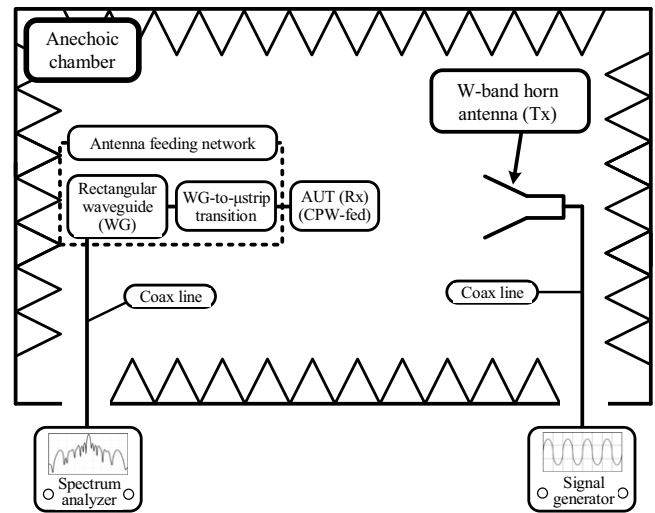 Anechoic
chamber
W-band horn
antenna (Tx)
Antenna feeding network
Rectangular
waveguide
(WG)
WG-to-μstrip
transition
AUT (Rx)
(CPW-fed)
Coax line
Coax line
Spectrum
analyzer
Signal
generator